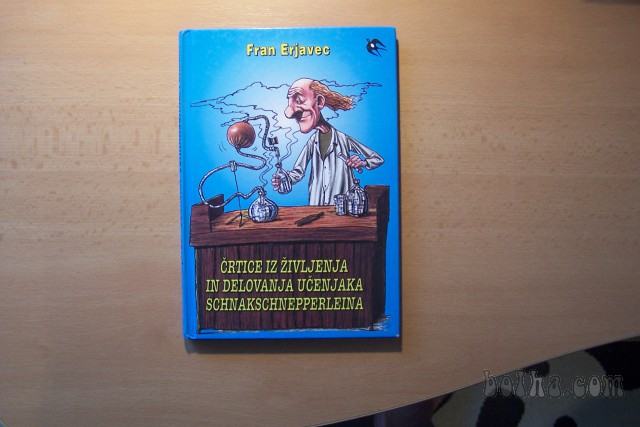 Fran Erjavec
ČRTICE IZ ŽIVLJENJA
IN DELOVANJA UČENJAKA
SCHNAKSCHNEPPERLEINA
bolha.com